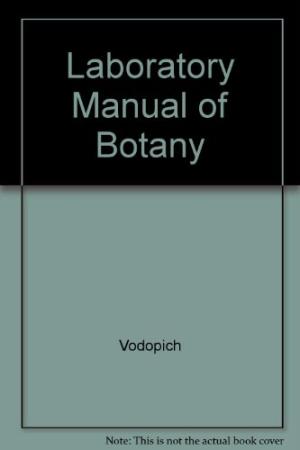 Laboratory
Manual of
Botany
Vodopich
Note: This is not the actual book cover